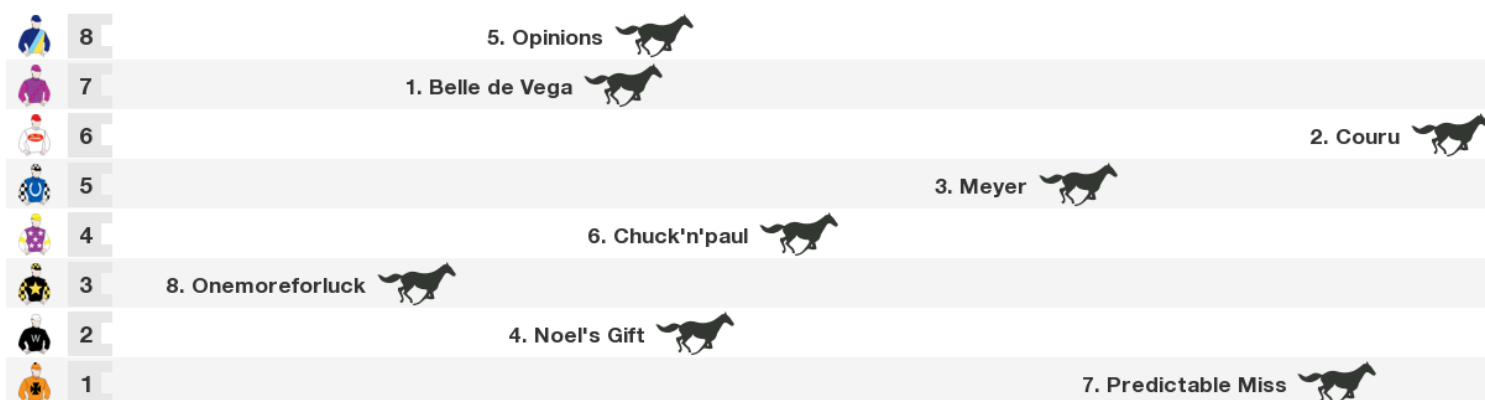 8 5. Opinions
7 1. Belle de Vega
6 2. Couru
5 3. Meyer
4 6. Chuck'n'paul
3 8. Onemoreforluck
W 2 4. Noel's Gift
1 7. Predictable Miss